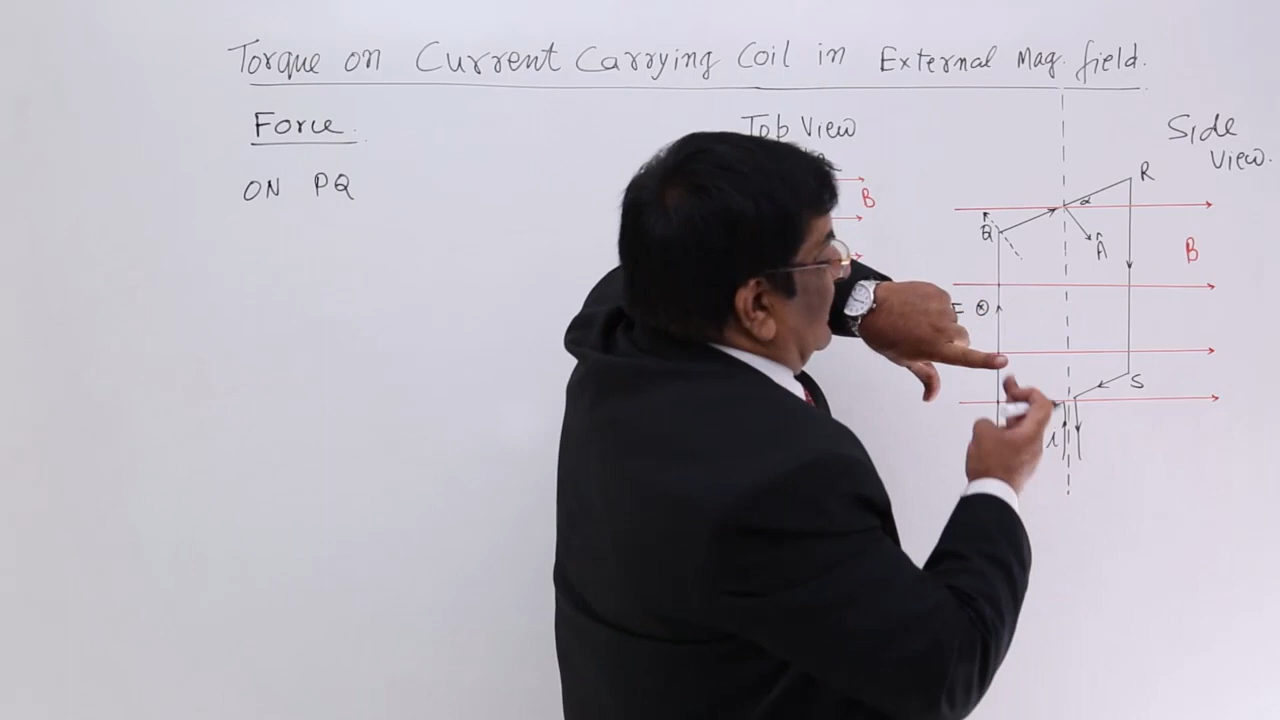 Torque on Current Carrying Coil in External Mag. field.
Force.
Top View
Side
View.
ON PQ
B
R
α
Q
Â
B
S
i